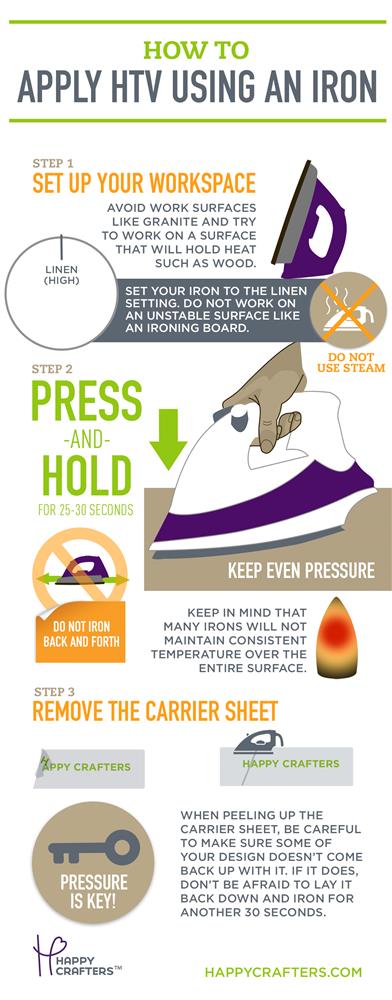 HOW TO
APPLY HTV USING AN IRON
STEP 1
SET UP YOUR WORKSPACE
AVOID WORK SURFACES
LIKE GRANITE AND TRY
TO WORK ON A SURFACE
THAT WILL HOLD HEAT
SUCH AS WOOD.
LINEN
(HIGH)
SET YOUR IRON TO THE LINEN
SETTING. DO NOT WORK ON
AN UNSTABLE SURFACE LIKE
AN IRONING BOARD.
DO NOT
USE STEAM
STEP 2
PRESS
-AND-
HOLD
FOR 25-30 SECONDS
KEEP EVEN PRESSURE
DO NOT IRON
BACK AND FORTH
KEEP IN MIND THAT
MANY IRONS WILL NOT
MAINTAIN CONSISTENT
TEMPERATURE OVER THE
ENTIRE SURFACE.
STEP 3
REMOVE THE CARRIER SHEET
APPY CRAFTERS
HAPPY CRAFTERS
PRESSURE
IS KEY!
WHEN PEELING UP THE
CARRIER SHEET, BE CAREFUL
TO MAKE SURE SOME OF
YOUR DESIGN DOESN'T COME
BACK UP WITH IT. IF IT DOES,
DON'T BE AFRAID TO LAY IT
BACK DOWN AND IRON FOR
ANOTHER 30 SECONDS.
HAPPY
CRAFTERS™
HAPPYCRAFTERS.COM